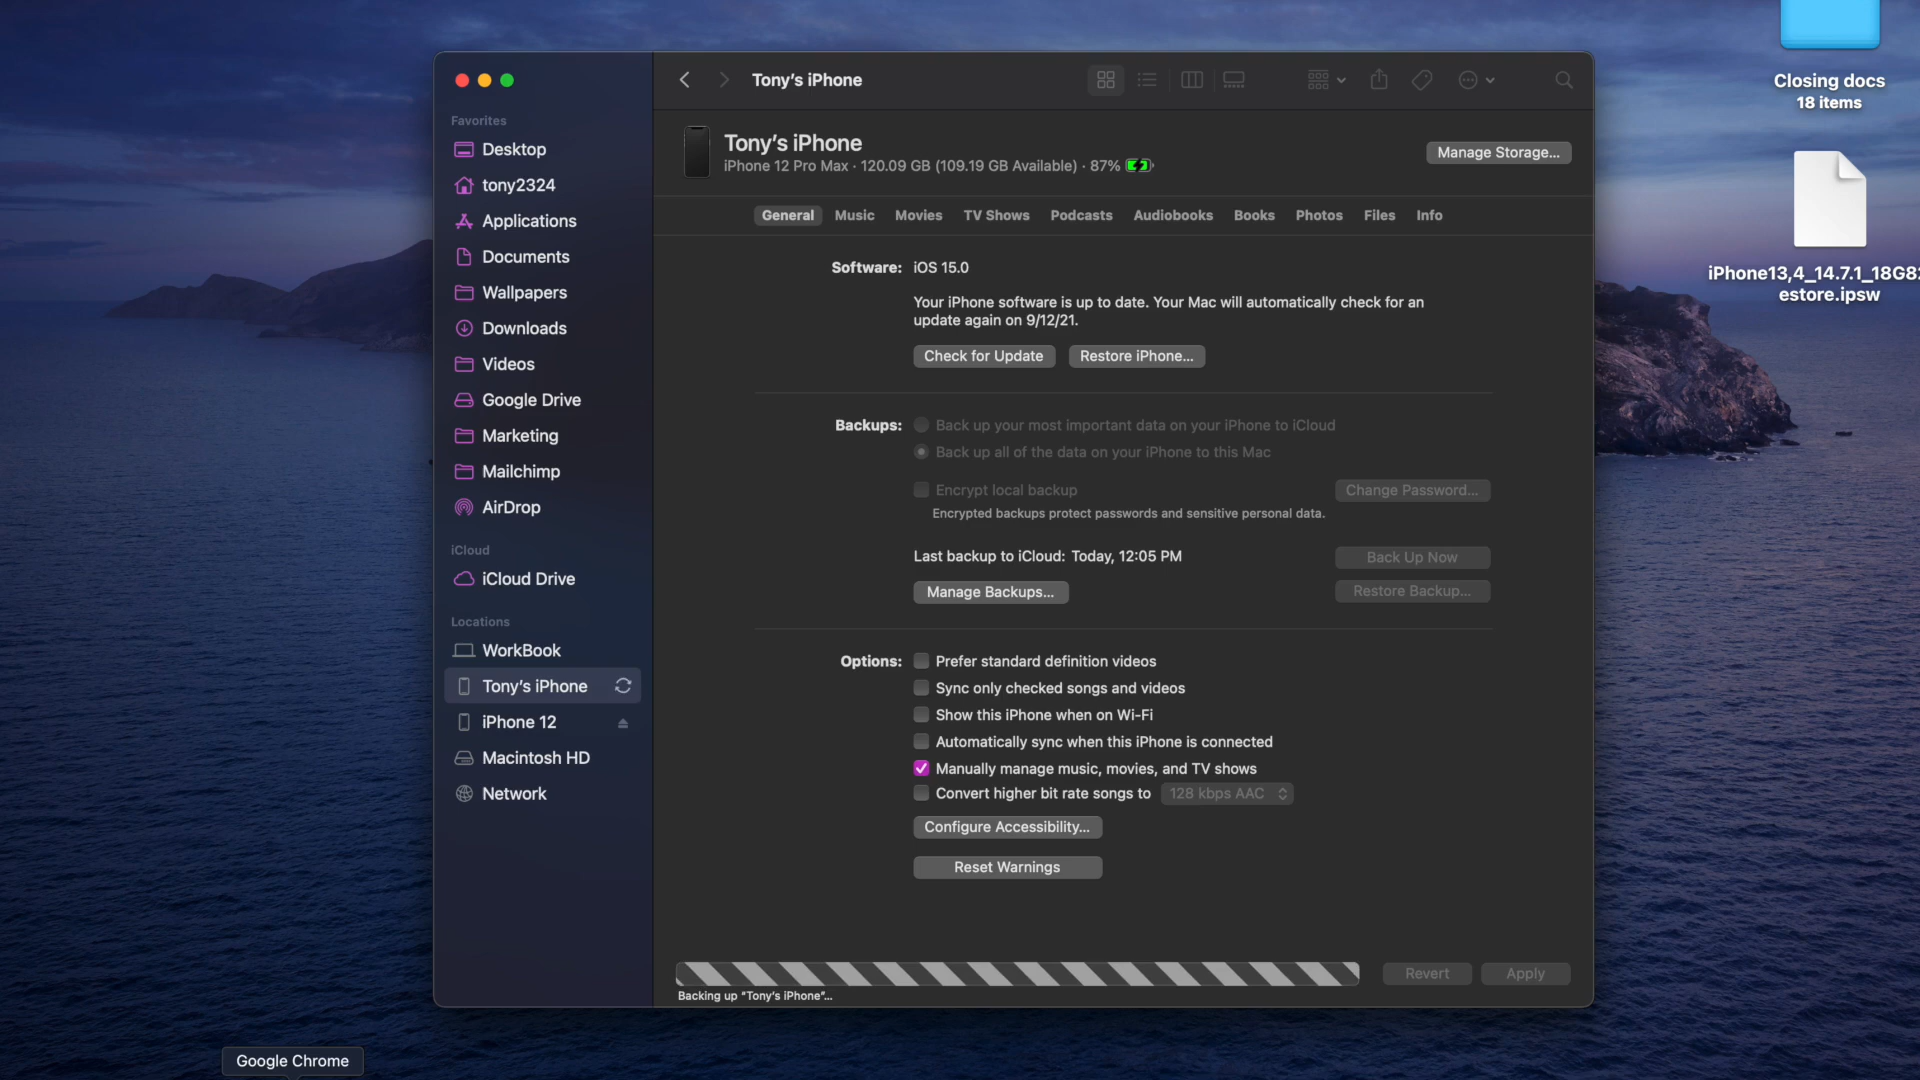 Closing docs
18 items
iPhone13,4_14.7.1_18G8
estore.ipsw
Favorites
Desktop
tony2324
Applications
Documents
Wallpapers
Downloads
Videos
Google Drive
Marketing
Mailchimp
AirDrop
iCloud
iCloud Drive
Locations
WorkBook
Tony’s iPhone
iPhone 12
Macintosh HD
Network
Tony’s iPhone
Tony’s iPhone
iPhone 12 Pro Max · 120.09 GB (109.19 GB Available) · 87%
Manage Storage...
General Music Movies TV Shows Podcasts Audiobooks Books Photos Files Info
Software: iOS 15.0
Your iPhone software is up to date. Your Mac will automatically check for an
update again on 9/12/21.
Check for Update Restore iPhone...
Backups: Back up your most important data on your iPhone to iCloud
Back up all of the data on your iPhone to this Mac
Encrypt local backup Change Password...
Encrypted backups protect passwords and sensitive personal data.
Last backup to iCloud: Today, 12:05 PM Back Up Now
Manage Backups... Restore Backup...
Options: Prefer standard definition videos
Sync only checked songs and videos
Show this iPhone when on Wi-Fi
Automatically sync when this iPhone is connected
Manually manage music, movies, and TV shows
Convert higher bit rate songs to 128 kbps AAC
Configure Accessibility...
Reset Warnings
Revert Apply
Backing up “Tony’s iPhone”...
Google Chrome